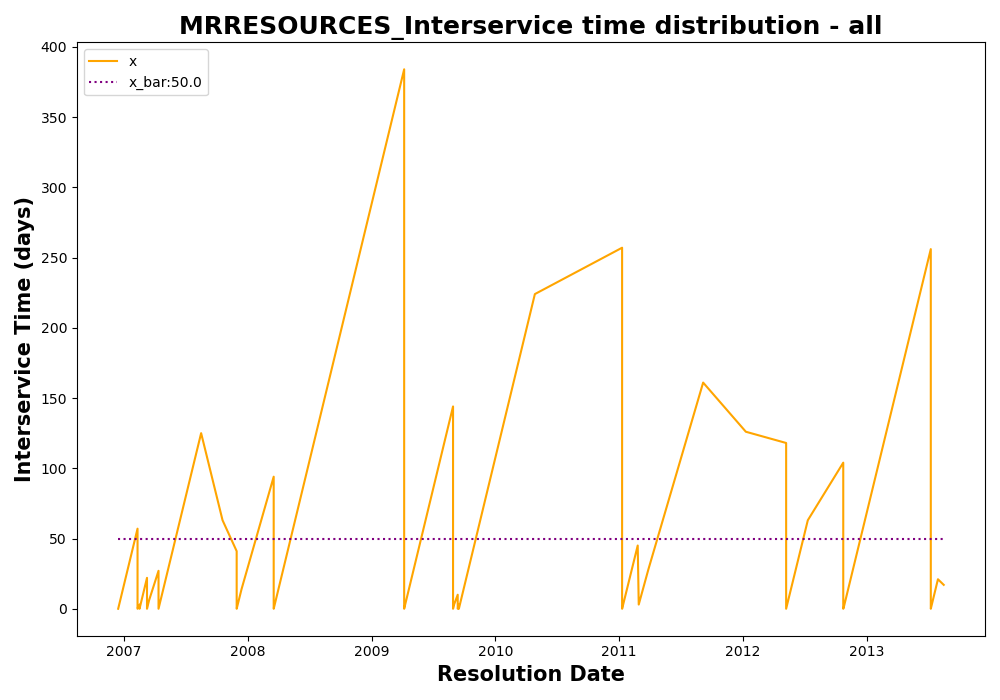 MRRESOURCES_Interservice time distribution - all
x
x_bar:50.0
Interservice Time (days)
400
350
300
250
200
150
100
50
0
2007 2008 2009 2010 2011 2012 2013
Resolution Date